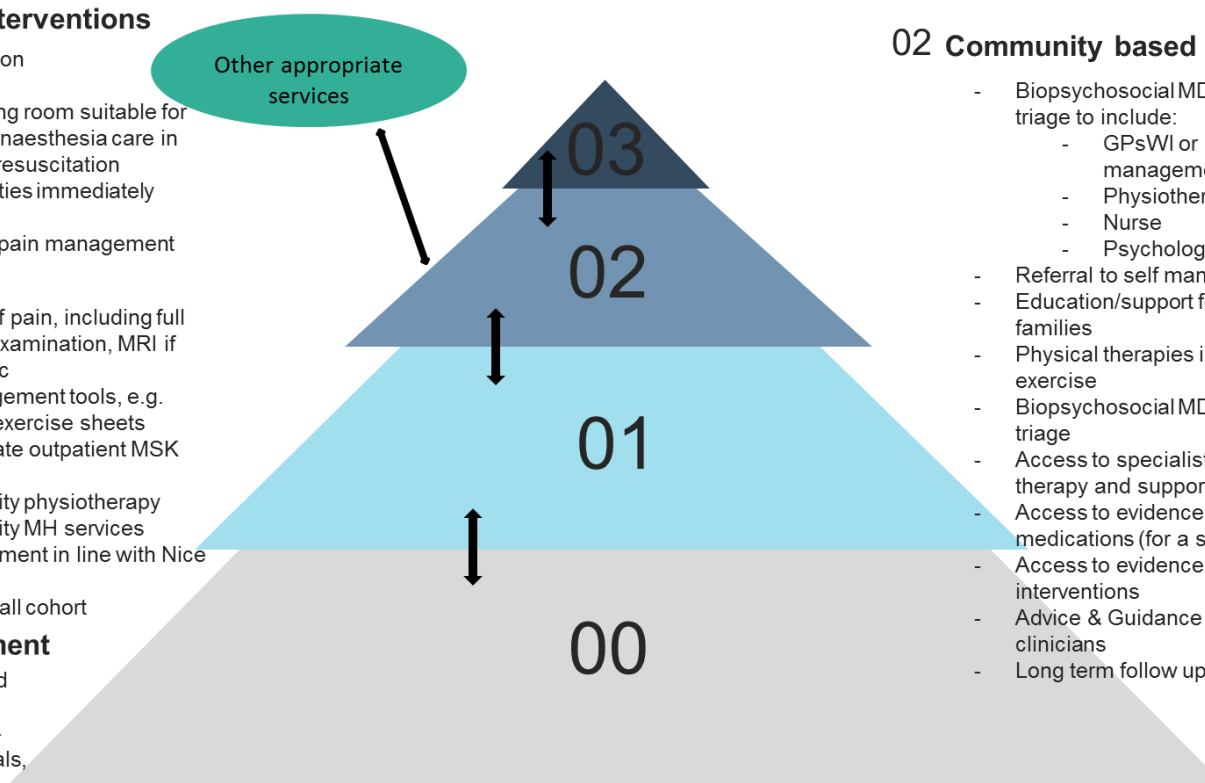 terventions
on
ng room suitable for
naesthesia care in
resuscitation
ties immediately
pain management
f pain, including full
xamination, MRI if
c
gement tools, e.g.
exercise sheets
ate outpatient MSK
ity physiotherapy
ity MH services
ment in line with Nice
all cohort
ment
d
als,
Other appropriate
services
03
02
01
00
02 Community based
- Biopsychosocial MD
triage to include:
- GPsWI or
manageme
- Physiother
- Nurse
- Psycholog
- Referral to self man
- Education/support fo
families
- Physical therapies i
exercise
- Biopsychosocial MD
triage
- Access to specialist
therapy and suppor
- Access to evidence
medications (for a s
- Access to evidence
interventions
- Advice & Guidance
clinicians
- Long term follow up